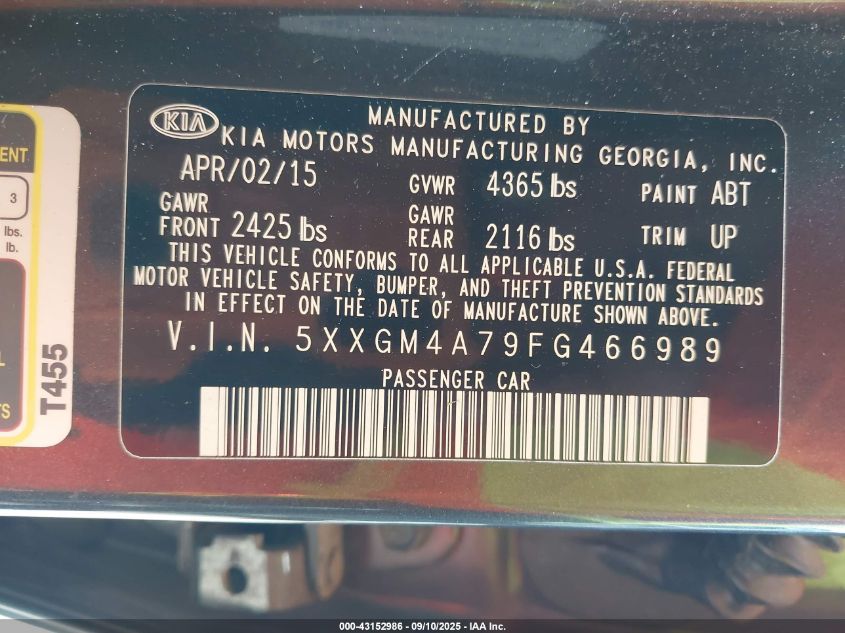 KIA
MANUFACTURED BY
KIA MOTORS MANUFACTURING GEORGIA, INC.
APR/02/15 GVWR 4365 lbs PAINT ABT
GAWR FRONT 2425 lbs GAWR REAR 2116 lbs TRIM UP
THIS VEHICLE CONFORMS TO ALL APPLICABLE U.S.A. FEDERAL
MOTOR VEHICLE SAFETY, BUMPER, AND THEFT PREVENTION STANDARDS
IN EFFECT ON THE DATE OF MANUFACTURE SHOWN ABOVE.
V.I.N. 5XXGM4A79FG466989
PASSENGER CAR
3
lbs.
lb.
T455
000-43152986 - 09/10/2025 - IAA Inc.